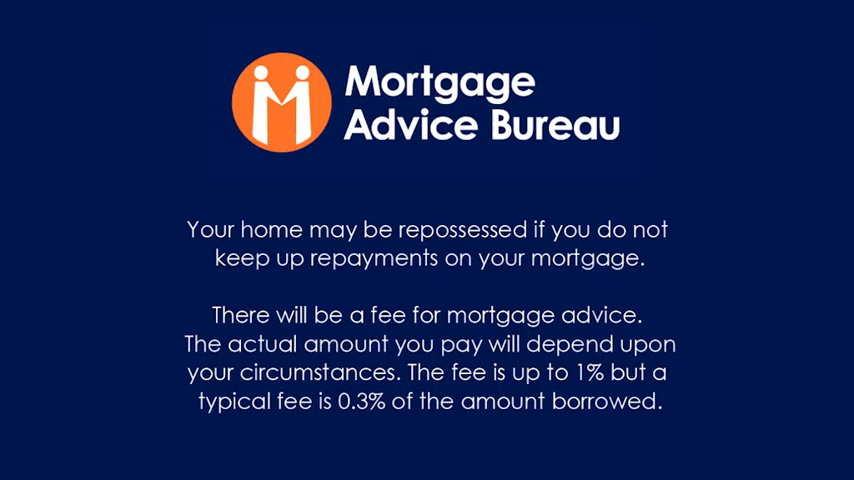 Mortgage
Advice Bureau
Your home may be repossessed if you do not
keep up repayments on your mortgage.
There will be a fee for mortgage advice.
The actual amount you pay will depend upon
your circumstances. The fee is up to 1% but a
typical fee is 0.3% of the amount borrowed.